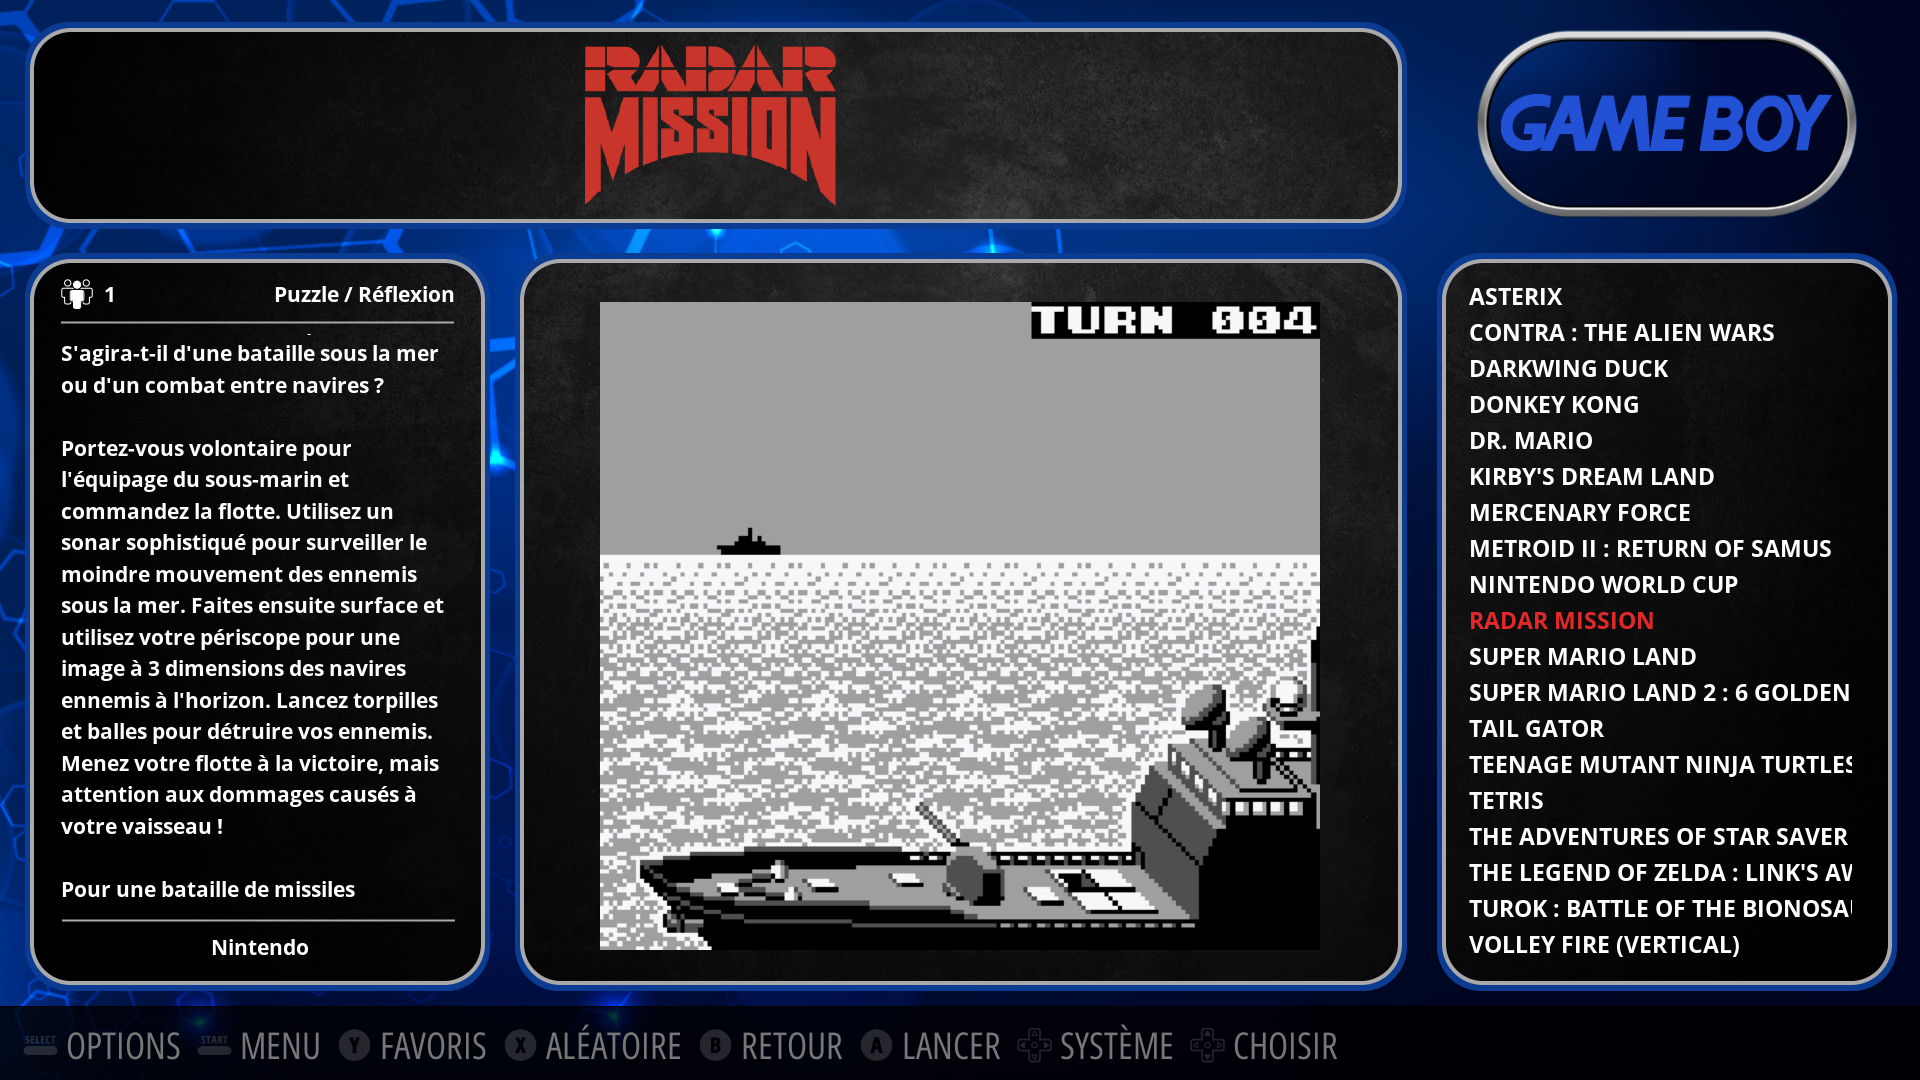 RADAR
MISSION
GAME BOY
1
Puzzle / Réflexion
S'agira-t-il d'une bataille sous la mer
ou d'un combat entre navires ?
Portez-vous volontaire pour
l'équipage du sous-marin et
commandez la flotte. Utilisez un
sonar sophistiqué pour surveiller le
moindre mouvement des ennemis
sous la mer. Faites ensuite surface et
utilisez votre périscope pour une
image à 3 dimensions des navires
ennemis à l'horizon. Lancez torpilles
et balles pour détruire vos ennemis.
Menez votre flotte à la victoire, mais
attention aux dommages causés à
votre vaisseau !
Pour une bataille de missiles
Nintendo
TURN 004
ASTERIX
CONTRA : THE ALIEN WARS
DARKWING DUCK
DONKEY KONG
DR. MARIO
KIRBY'S DREAM LAND
MERCENARY FORCE
METROID II : RETURN OF SAMUS
NINTENDO WORLD CUP
RADAR MISSION
SUPER MARIO LAND
SUPER MARIO LAND 2 : 6 GOLDEN
TAIL GATOR
TEENAGE MUTANT NINJA TURTLES
TETRIS
THE ADVENTURES OF STAR SAVER
THE LEGEND OF ZELDA : LINK'S AW
TUROK : BATTLE OF THE BIONOSAU
VOLLEY FIRE (VERTICAL)
SELECT OPTIONS START MENU Y FAVORIS X ALÉATOIRE B RETOUR A LANCER SYSTÈME CHOISIR